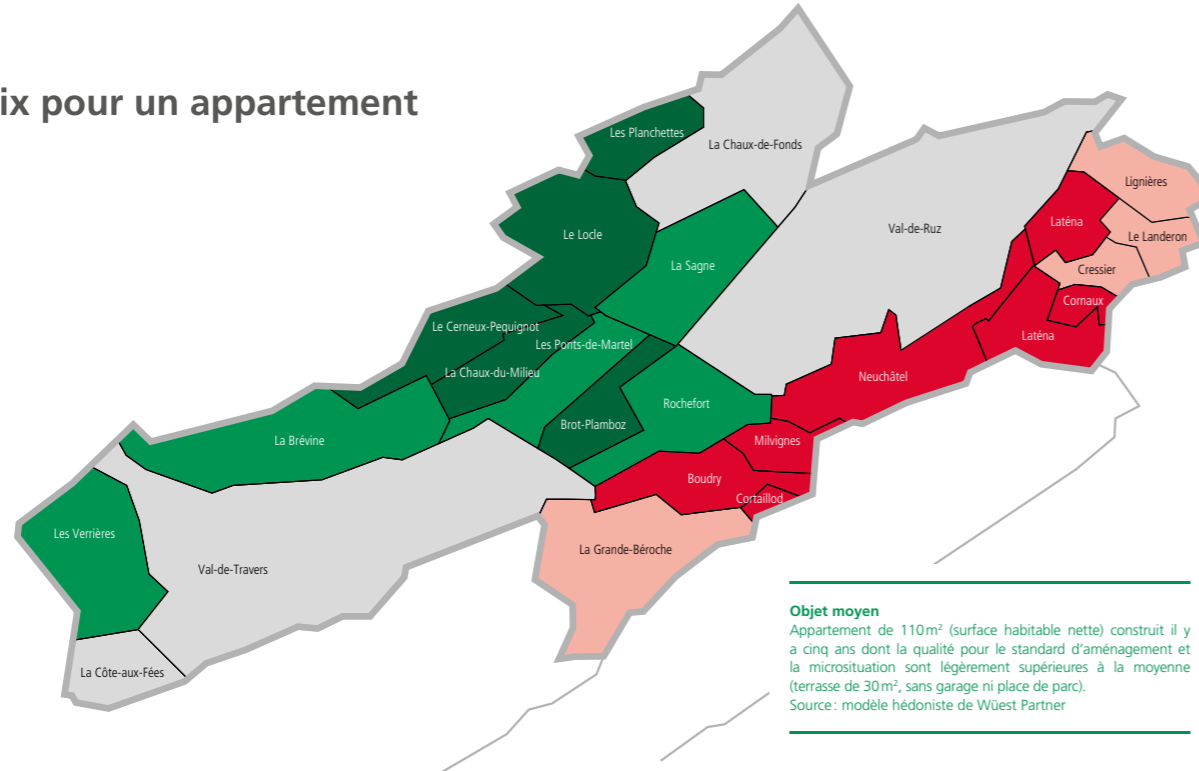 ix pour un appartement
Les Planchettes
La Chaux-de-Fonds
Lignières
Le Locle
Laténa
Val-de-Ruz
Le Landeron
La Sagne
Cressier
Cornaux
Le Cerneux-Pequignot
Laténa
Les Ponts-de-Martel
La Chaux-du-Milieu
Neuchâtel
Rochefort
Brot-Plamboz
La Brévine
Milvignes
Boudry
Cortaillod
Les Verrières
La Grande-Béroche
Val-de-Travers
La Côte-aux-Fées
Objet moyen
Appartement de 110 m² (surface habitable nette) construit il y
a cinq ans dont la qualité pour le standard d'aménagement et
la microsituation sont légèrement supérieures à la moyenne
(terrasse de 30 m², sans garage ni place de parc).
Source : modèle hédoniste de Wüest Partner